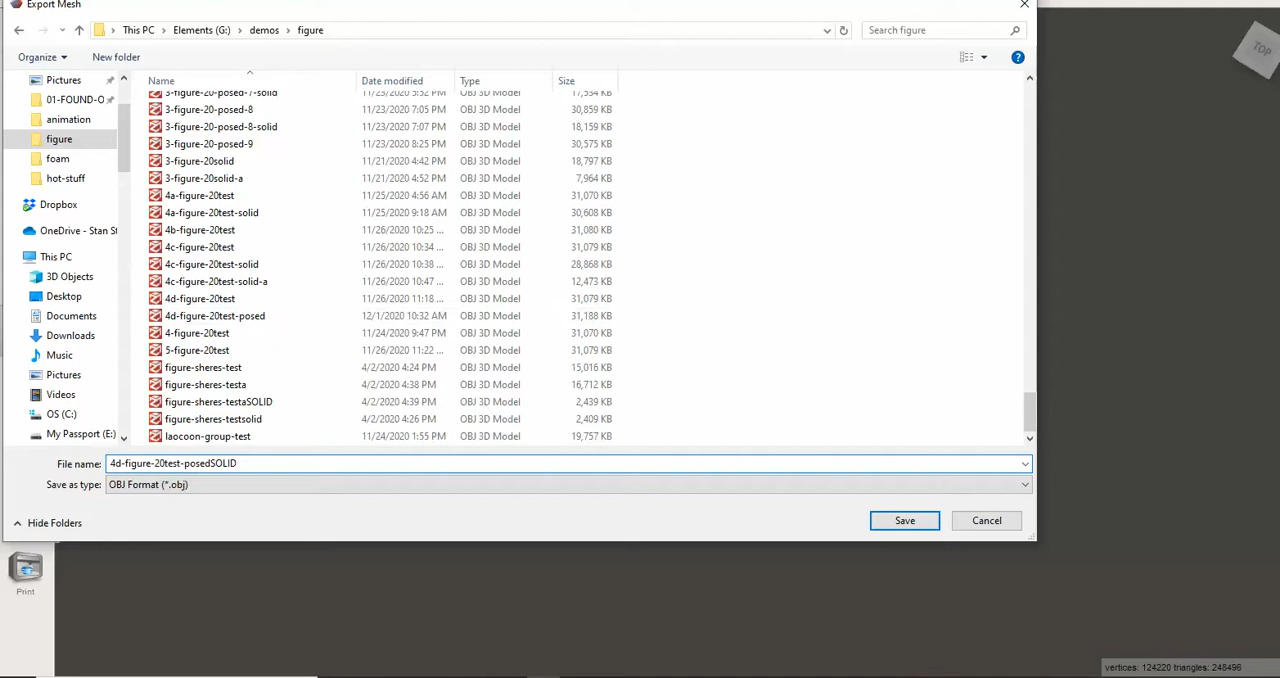 Export Mesh
This PC > Elements (G:) > demos > figure
Search figure
Organize
New folder
Name
Date modified
Type
Size
Pictures
01-FOUND-O
animation
figure
foam
hot-stuff
Dropbox
OneDrive - Stan St
This PC
3D Objects
Desktop
Documents
Downloads
Music
Pictures
Videos
OS (C:)
My Passport (E:)
3-figure-20-posed-7-solid 11/23/2020 5:52 PM OBJ 3D Model 17,534 KB
3-figure-20-posed-8 11/23/2020 7:05 PM OBJ 3D Model 30,859 KB
3-figure-20-posed-8-solid 11/23/2020 7:07 PM OBJ 3D Model 18,159 KB
3-figure-20-posed-9 11/23/2020 8:25 PM OBJ 3D Model 30,575 KB
3-figure-20solid 11/21/2020 4:42 PM OBJ 3D Model 18,797 KB
3-figure-20solid-a 11/21/2020 4:52 PM OBJ 3D Model 7,964 KB
4a-figure-20test 11/25/2020 4:56 AM OBJ 3D Model 31,070 KB
4a-figure-20test-solid 11/25/2020 9:18 AM OBJ 3D Model 30,608 KB
4b-figure-20test 11/26/2020 10:25 ... OBJ 3D Model 31,080 KB
4c-figure-20test 11/26/2020 10:34 ... OBJ 3D Model 31,079 KB
4c-figure-20test-solid 11/26/2020 10:38 ... OBJ 3D Model 28,868 KB
4c-figure-20test-solid-a 11/26/2020 10:47 ... OBJ 3D Model 12,473 KB
4d-figure-20test 11/26/2020 11:18 ... OBJ 3D Model 31,079 KB
4d-figure-20test-posed 12/1/2020 10:32 AM OBJ 3D Model 31,188 KB
4-figure-20test 11/24/2020 9:47 PM OBJ 3D Model 31,070 KB
5-figure-20test 11/26/2020 11:22 ... OBJ 3D Model 31,079 KB
figure-sheres-test 4/2/2020 4:24 PM OBJ 3D Model 15,016 KB
figure-sheres-testa 4/2/2020 4:38 PM OBJ 3D Model 16,712 KB
figure-sheres-testaSOLID 4/2/2020 4:39 PM OBJ 3D Model 2,439 KB
figure-sheres-testsolid 4/2/2020 4:26 PM OBJ 3D Model 2,409 KB
laocoon-group-test 11/24/2020 1:55 PM OBJ 3D Model 19,757 KB
File name: 4d-figure-20test-posedSOLID
Save as type: OBJ Format (*.obj)
Hide Folders
Save
Cancel
TOP
Print
vertices: 124220 triangles: 248496